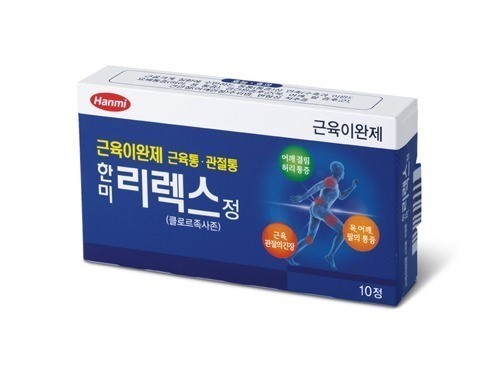 Hanmi
근육이완제
근육이완제 근육통·관절통
한미 리렉스정
(클로르족사존)
어깨 결림
허리 통증
근육,
관절의긴장
목, 어깨
팔의 통증
10정